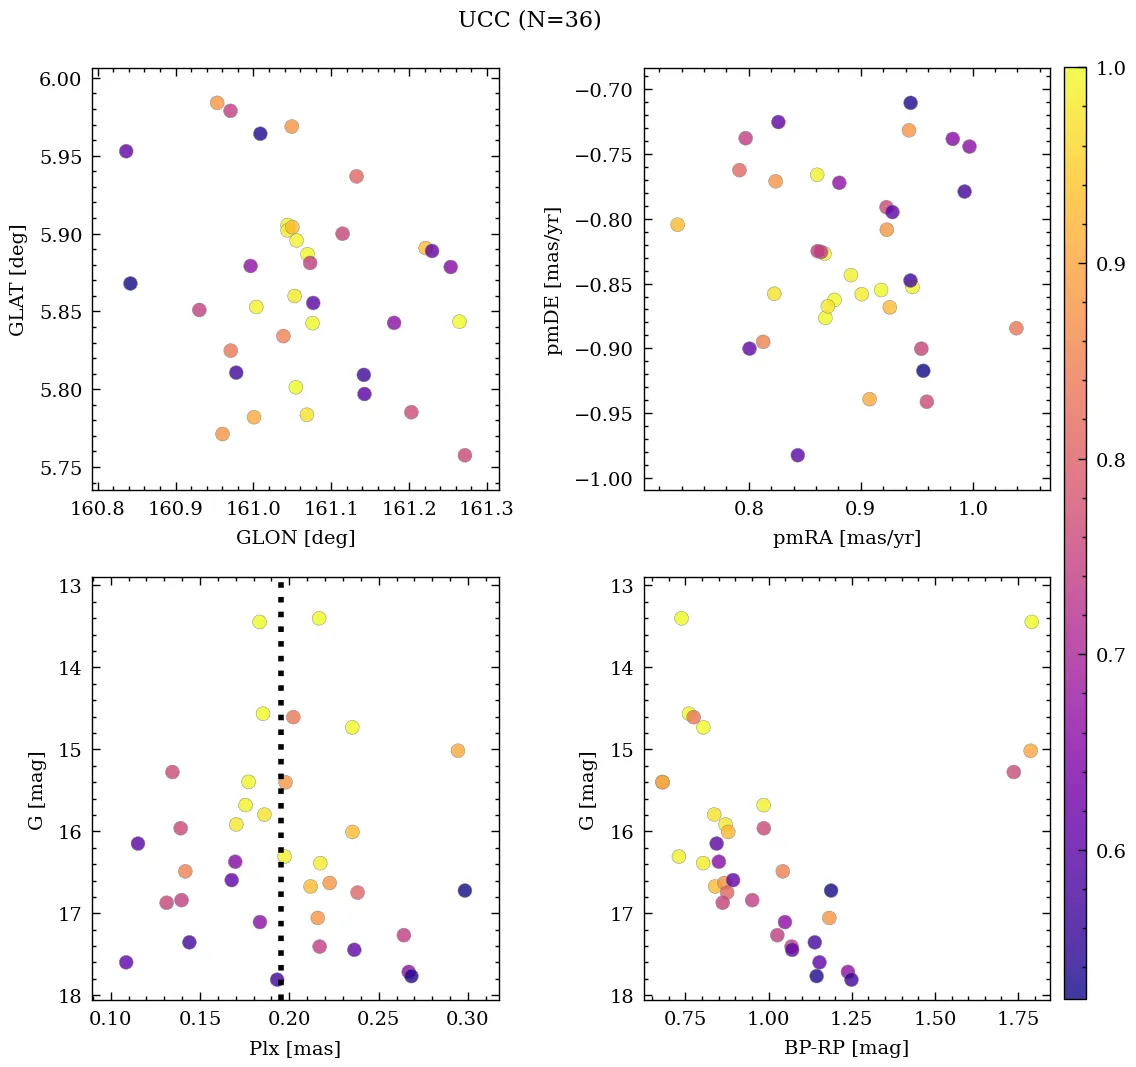 UCC (N=36)
6.00
5.95
5.90
5.85
5.80
5.75
GLAT [deg]
160.8 160.9 161.0 161.1 161.2 161.3
GLON [deg]
−0.70
−0.75
−0.80
−0.85
−0.90
−0.95
−1.00
pmDE [mas/yr]
0.8 0.9 1.0
pmRA [mas/yr]
13
14
15
16
17
18
G [mag]
0.10 0.15 0.20 0.25 0.30
Plx [mas]
13
14
15
16
17
18
G [mag]
0.75 1.00 1.25 1.50 1.75
BP-RP [mag]
1.0
0.9
0.8
0.7
0.6